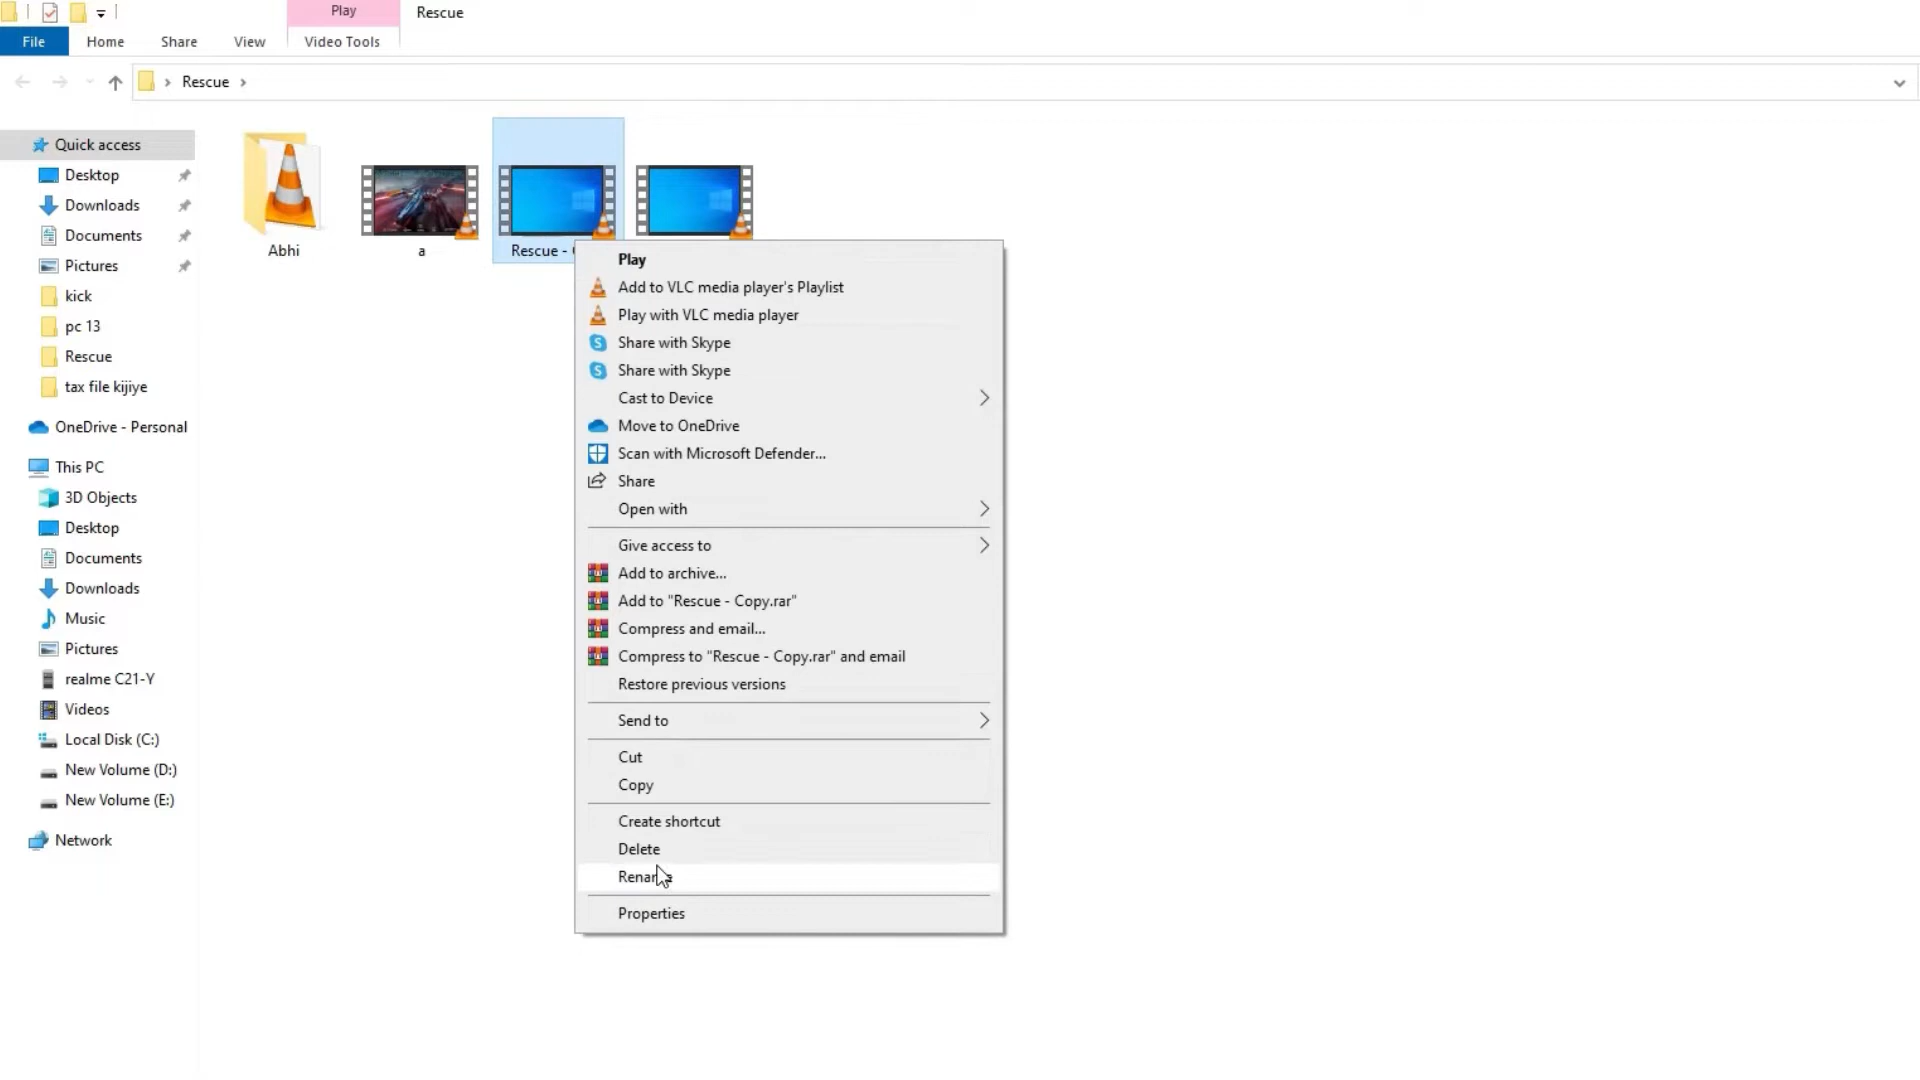 Play
Rescue
File
Home
Share
View
Video Tools
Rescue
Quick access
Desktop
Downloads
Documents
Pictures
kick
pc 13
Rescue
tax file kijiye
OneDrive - Personal
This PC
3D Objects
Desktop
Documents
Downloads
Music
Pictures
realme C21-Y
Videos
Local Disk (C:)
New Volume (D:)
New Volume (E:)
Network
Abhi
a
Rescue -
Play
Add to VLC media player's Playlist
Play with VLC media player
Share with Skype
Share with Skype
Cast to Device
Move to OneDrive
Scan with Microsoft Defender...
Share
Open with
Give access to
Add to archive...
Add to "Rescue - Copy.rar"
Compress and email...
Compress to "Rescue - Copy.rar" and email
Restore previous versions
Send to
Cut
Copy
Create shortcut
Delete
Rename
Properties